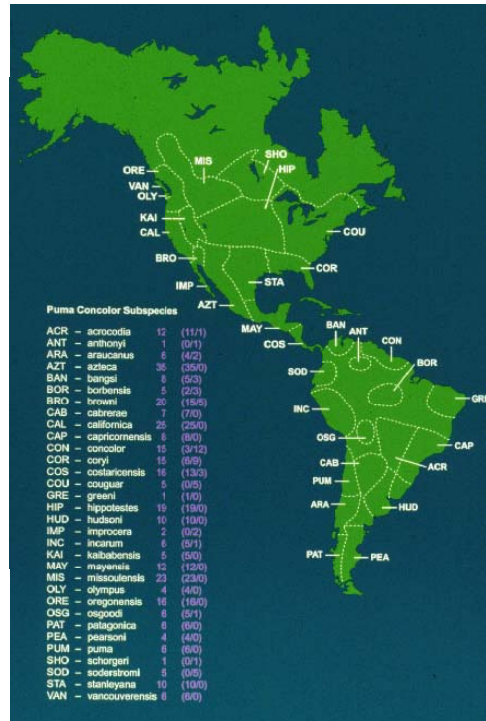 SHO
MIS
HIP
ORE
VAN
OLY
KAI
CAL
COU
BRO
COR
IMP
STA
AZT
MAY
COS
BAN
ANT
CON
BOR
SOD
GRE
INC
OSG
CAP
ACR
CAB
PUM
ARA
HUD
PAT
PEA
Puma Concolor Subspecies
ACR – acrocodia 12 (11/1)
ANT – anthonyi 1 (0/1)
ARA – araucanus 6 (4/2)
AZT – azteca 35 (35/0)
BAN – bangsi 8 (5/3)
BOR – borbensis 5 (2/3)
BRO – browni 20 (15/5)
CAB – cabrerae 7 (7/0)
CAL – californica 25 (25/0)
CAP – capricornensis 8 (8/0)
CON – concolor 15 (3/12)
COR – coryi 15 (6/9)
COS – costaricensis 16 (13/3)
COU – couguar 5 (0/5)
GRE – greeni 1 (1/0)
HIP – hippotestes 19 (19/0)
HUD – hudsoni 10 (10/0)
IMP – improcera 2 (0/2)
INC – incarum 6 (5/1)
KAI – kaibabensis 5 (5/0)
MAY – mayensis 12 (12/0)
MIS – missoulensis 23 (23/0)
OLY – olympus 4 (4/0)
ORE – oregonensis 16 (16/0)
OSG – osgoodi 6 (5/1)
PAT – patagonica 6 (6/0)
PEA – pearsoni 4 (4/0)
PUM – puma 6 (6/0)
SHO – schorgeri 1 (0/1)
SOD – soderstromi 5 (0/5)
STA – stanleyana 10 (10/0)
VAN – vancouverensis 6 (6/0)